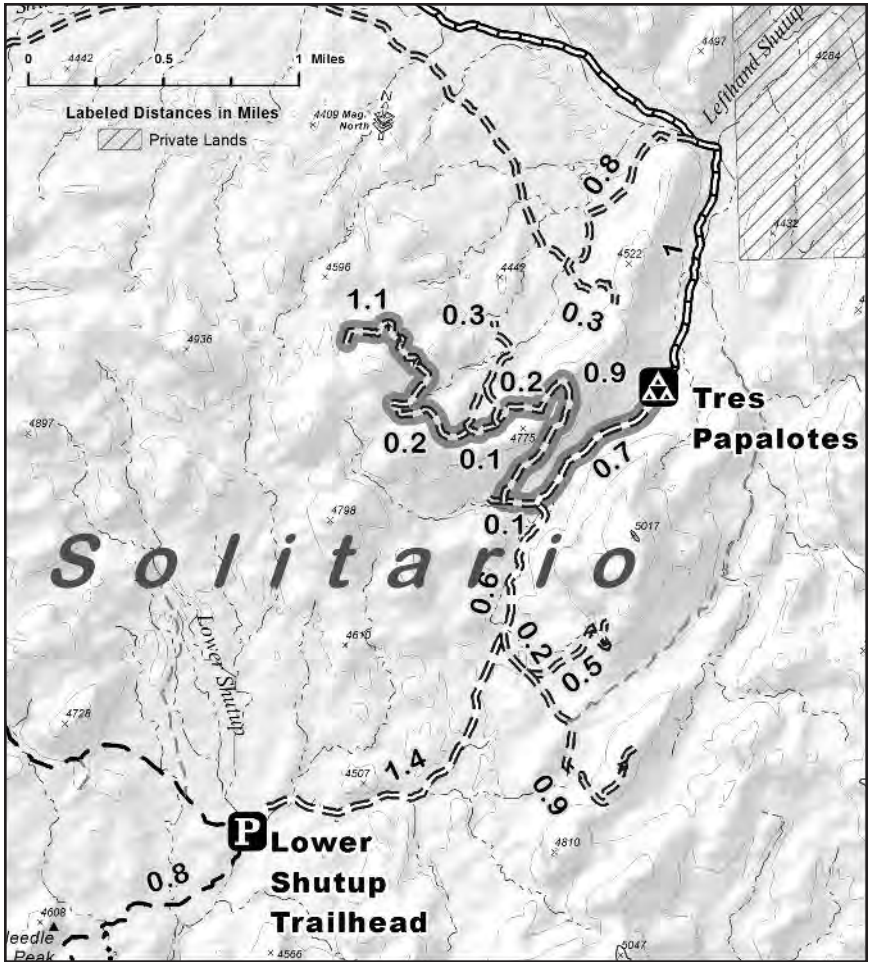 4442
0 0.5 1 Miles
Labeled Distances in Miles
Private Lands
4409 Mag.
North
N
4497
4284
Lefthand Shutup
0.8
4432
4522
1
4596
4442
0.3
1.1
0.3
4936
0.2
0.9
Tres
Papalotes
4897
0.2
4775
0.1
0.7
0.1
4798
5017
Solitario
0.6
Lower Shutup
4610
0.2
0.5
4728
4507
1.4
0.9
P
Lower
Shutup
Trailhead
4810
0.8
4608
4566
5047
Peak